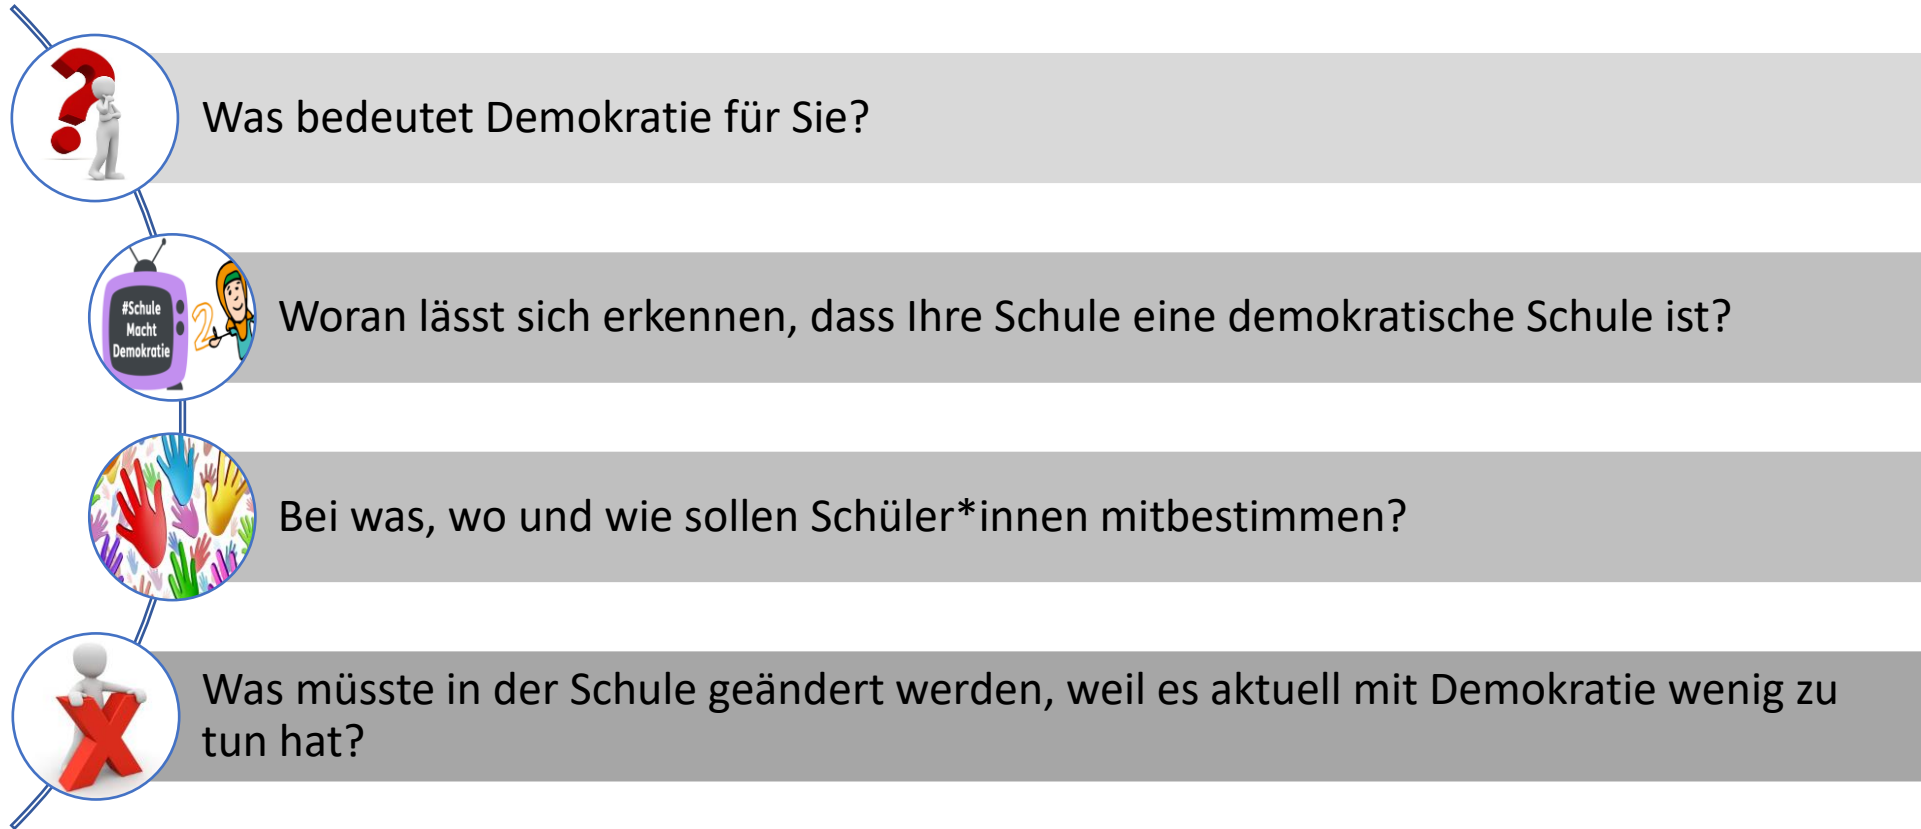 Was bedeutet Demokratie für Sie?
#Schule
Macht
Demokratie
2
Woran lässt sich erkennen, dass Ihre Schule eine demokratische Schule ist?
Bei was, wo und wie sollen Schüler*innen mitbestimmen?
Was müsste in der Schule geändert werden, weil es aktuell mit Demokratie wenig zu
tun hat?